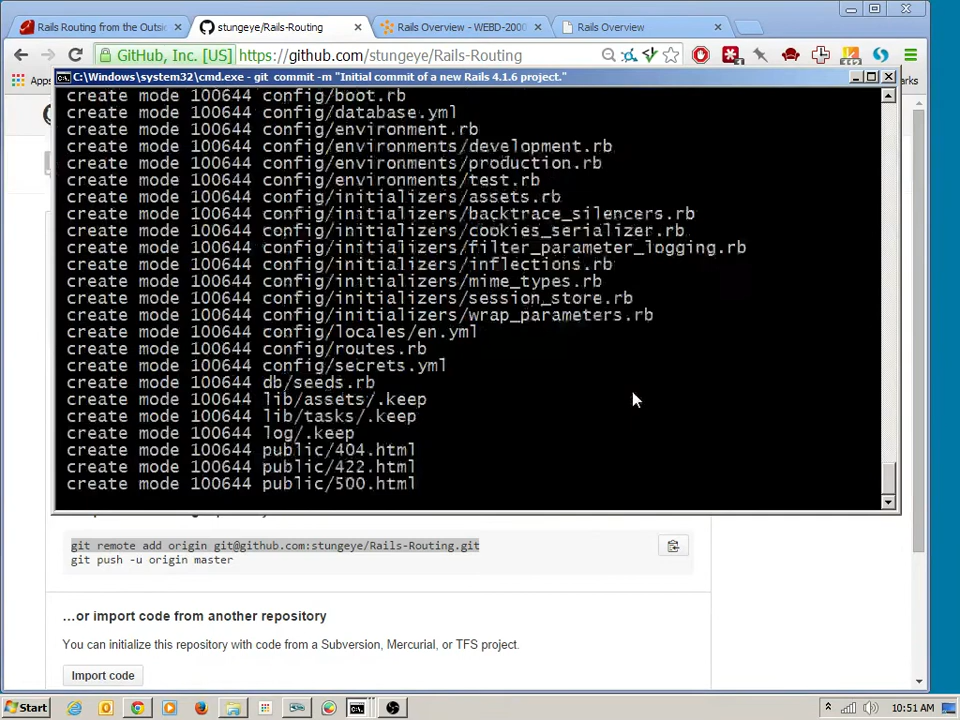 Rails Routing from the Outsi
stungeye/Rails-Routing
Rails Overview - WEBD-2000
Rails Overview
GitHub, Inc. [US]
https://github.com/stungeye/Rails-Routing
Apps
C:\Windows\system32\cmd.exe - git commit -m "Initial commit of a new Rails 4.1.6 project."
create mode 100644 config/boot.rb
create mode 100644 config/database.yml
create mode 100644 config/environment.rb
create mode 100644 config/environments/development.rb
create mode 100644 config/environments/production.rb
create mode 100644 config/environments/test.rb
create mode 100644 config/initializers/assets.rb
create mode 100644 config/initializers/backtrace_silencers.rb
create mode 100644 config/initializers/cookies_serializer.rb
create mode 100644 config/initializers/filter_parameter_logging.rb
create mode 100644 config/initializers/inflections.rb
create mode 100644 config/initializers/mime_types.rb
create mode 100644 config/initializers/session_store.rb
create mode 100644 config/initializers/wrap_parameters.rb
create mode 100644 config/locales/en.yml
create mode 100644 config/routes.rb
create mode 100644 config/secrets.yml
create mode 100644 db/seeds.rb
create mode 100644 lib/assets/.keep
create mode 100644 lib/tasks/.keep
create mode 100644 log/.keep
create mode 100644 public/404.html
create mode 100644 public/422.html
create mode 100644 public/500.html
git remote add origin git@github.com:stungeye/Rails-Routing.git
git push -u origin master
…or import code from another repository
You can initialize this repository with code from a Subversion, Mercurial, or TFS project.
Import code
Start
10:51 AM